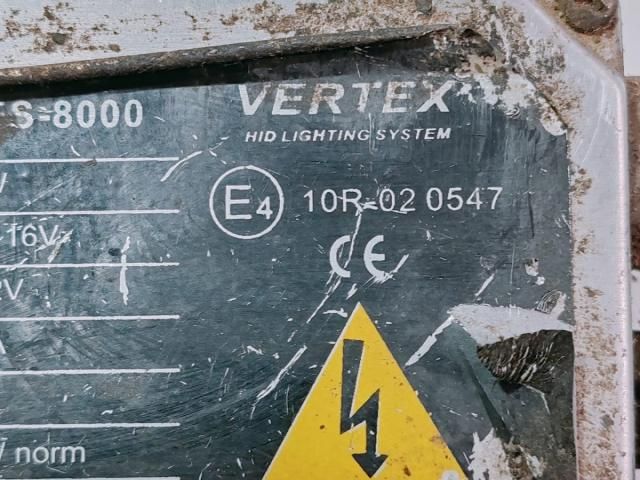 S-8000
VERTEX
HID LIGHTING SYSTEM
E4 10R-02 0547
16V
CE
V
norm